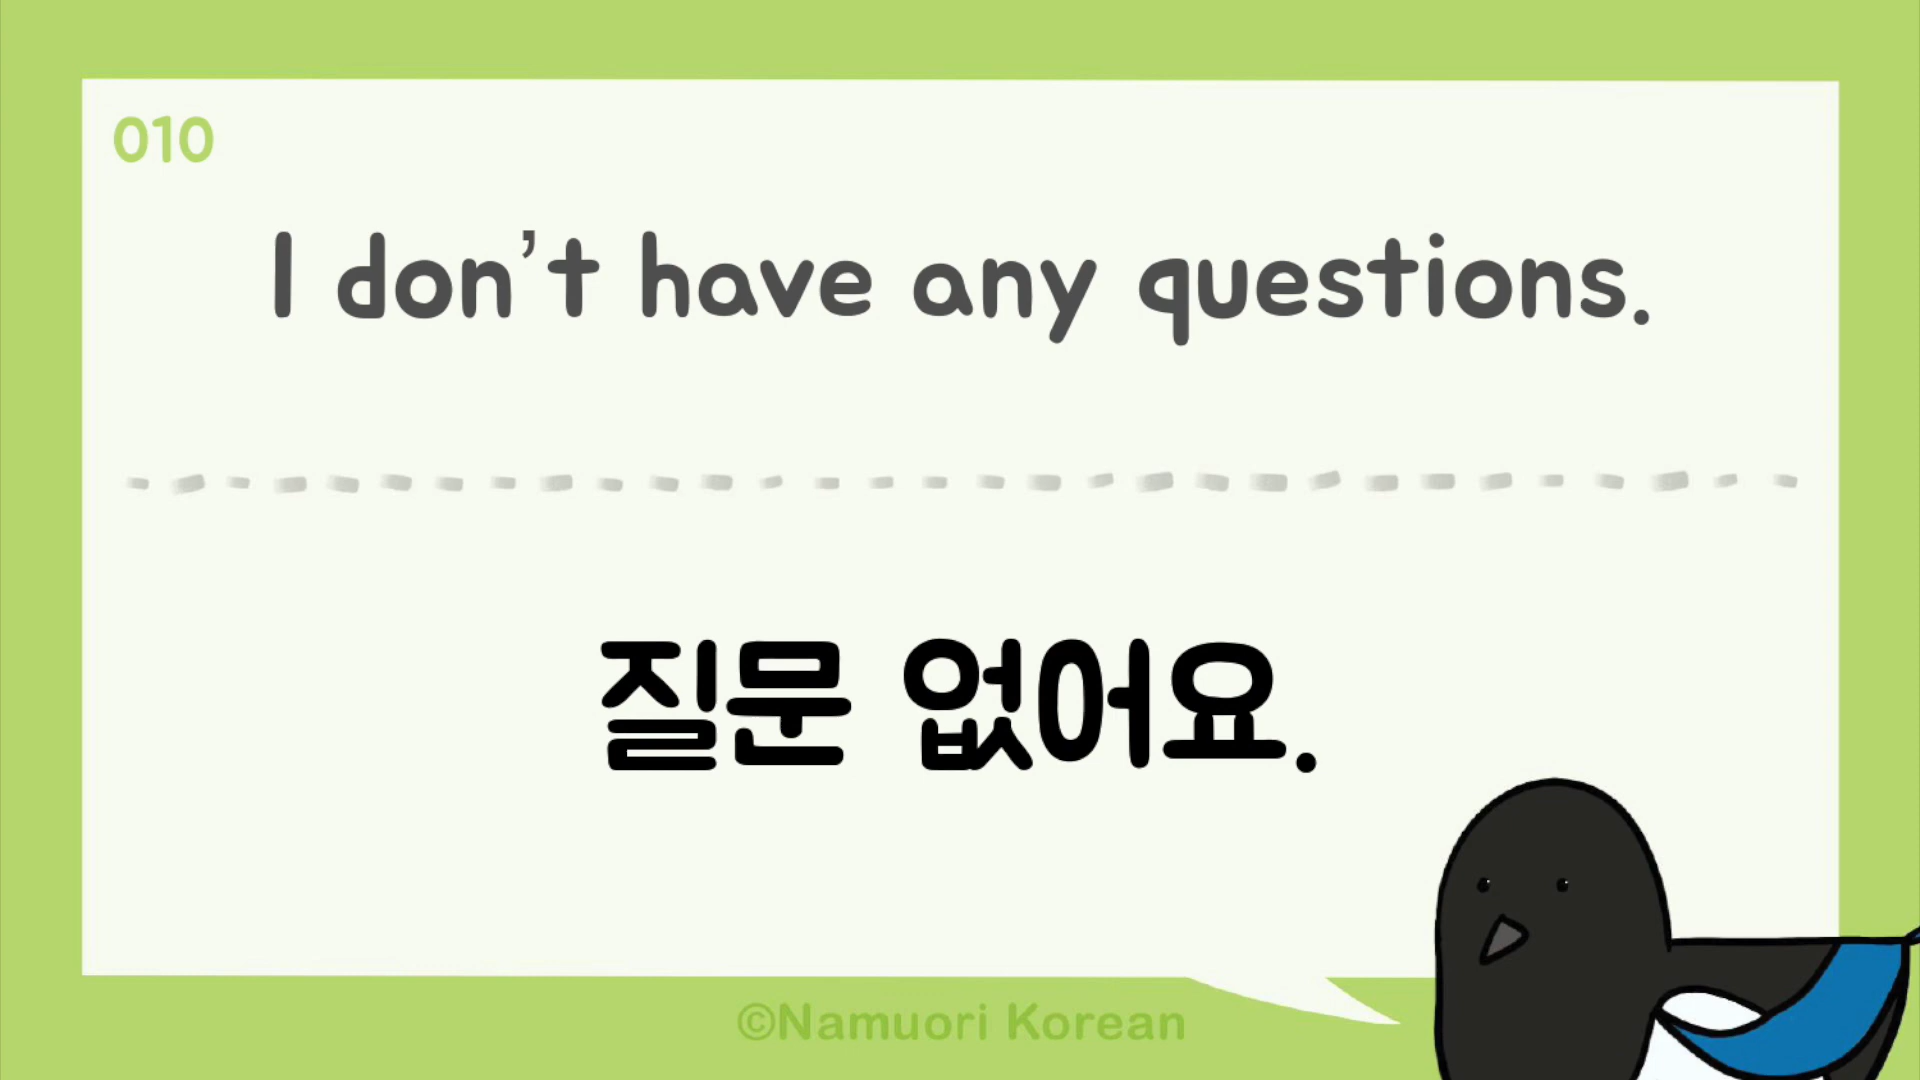 010
I don't have any questions.
질문 없어요.
©Namuori Korean